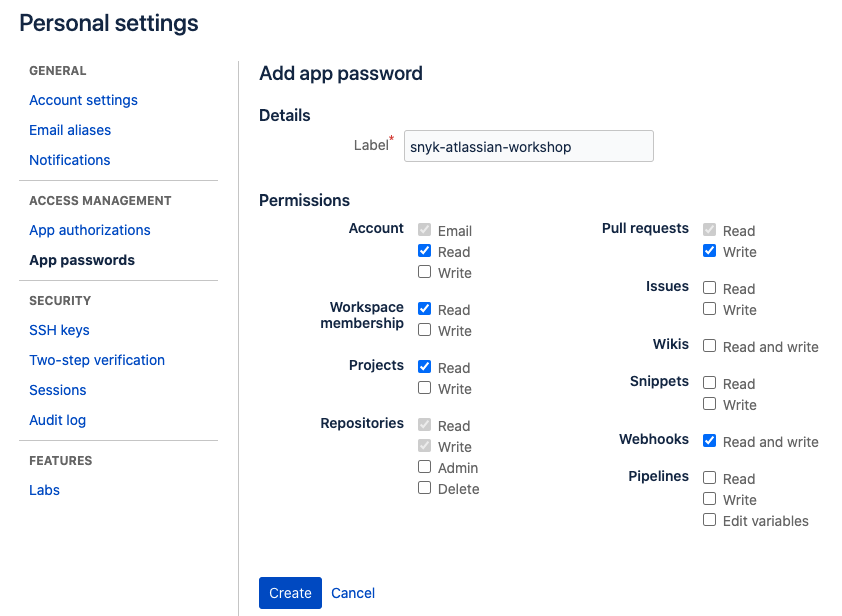 Personal settings
GENERAL
Account settings
Email aliases
Notifications
ACCESS MANAGEMENT
App authorizations
App passwords
SECURITY
SSH keys
Two-step verification
Sessions
Audit log
FEATURES
Labs
Add app password
Details
Label*
snyk-atlassian-workshop
Permissions
Account
Email
Read
Write
Workspace
membership
Read
Write
Projects
Read
Write
Repositories
Read
Write
Admin
Delete
Pull requests
Read
Write
Issues
Read
Write
Wikis
Read and write
Snippets
Read
Write
Webhooks
Read and write
Pipelines
Read
Write
Edit variables
Create
Cancel